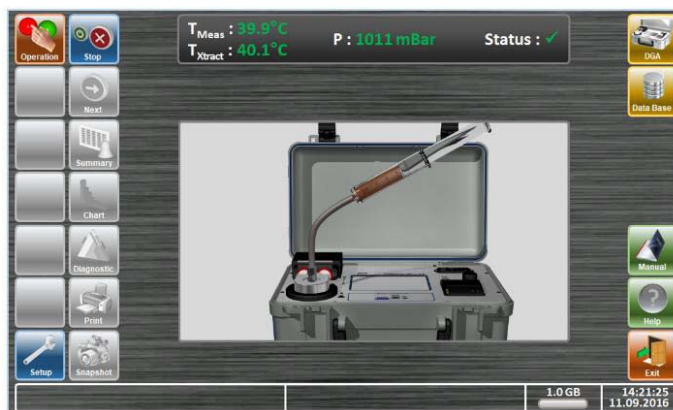 T Meas : 39.9°C
T Xtract : 40.1°C
P : 1011 mBar
Status : ✓
Operation
Stop
DGA
Next
Data Base
Summary
Chart
Diagnostic
Manual
Print
Help
Setup
Snapshot
Exit
1.0 GB
14:21:25
11.09.2016